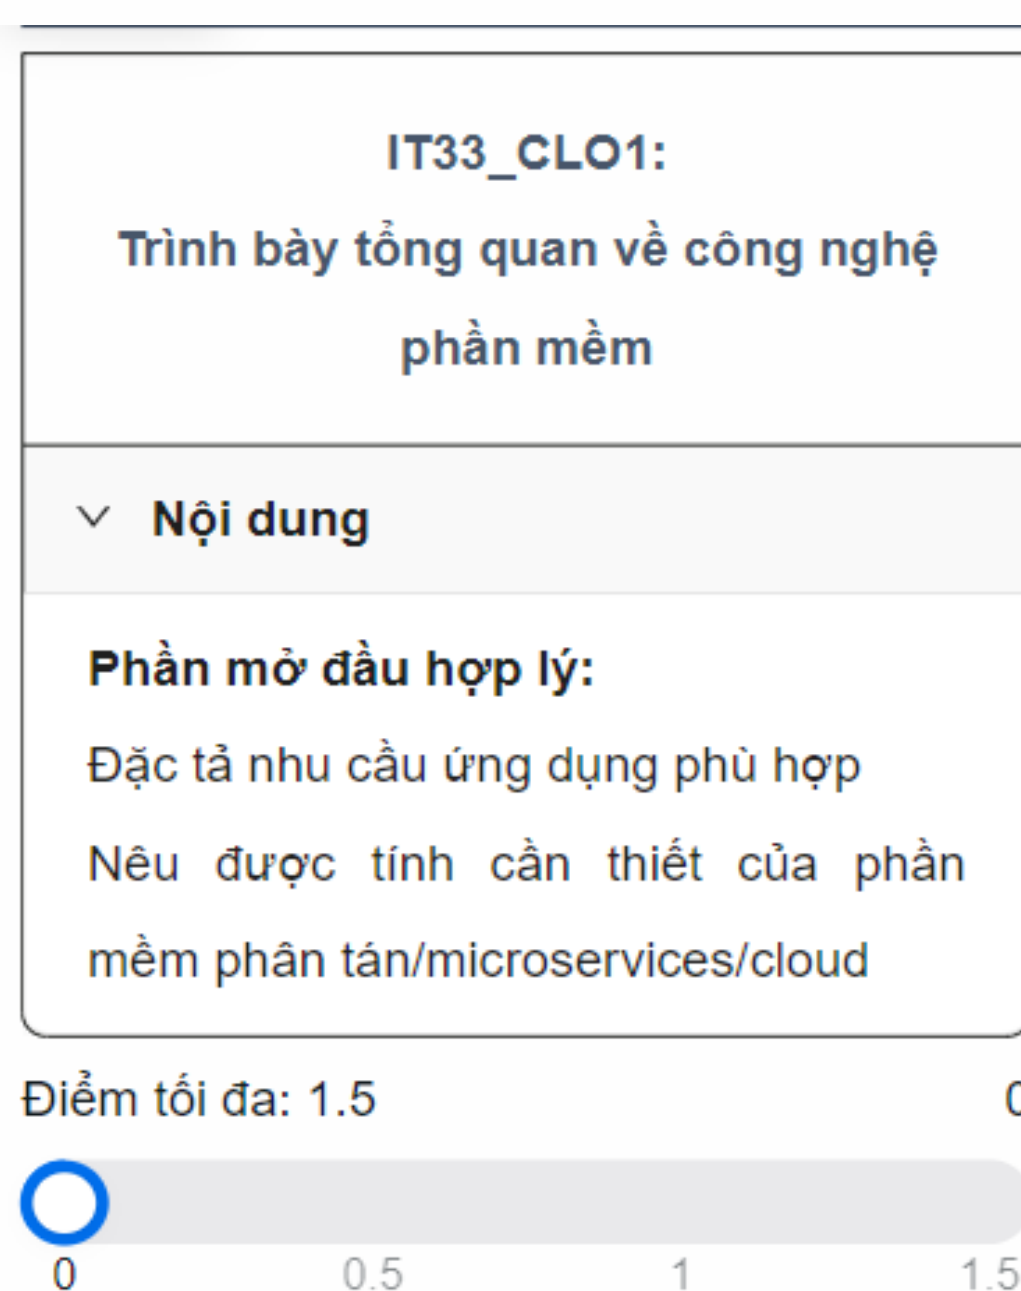 IT33_CLO1:
Trình bày tổng quan về công nghệ
phần mềm
Nội dung
Phần mở đầu hợp lý:
Đặc tả nhu cầu ứng dụng phù hợp
Nêu được tính cần thiết của phần
mềm phân tán/microservices/cloud
Điểm tối đa: 1.5 0
0 0.5 1 1.5